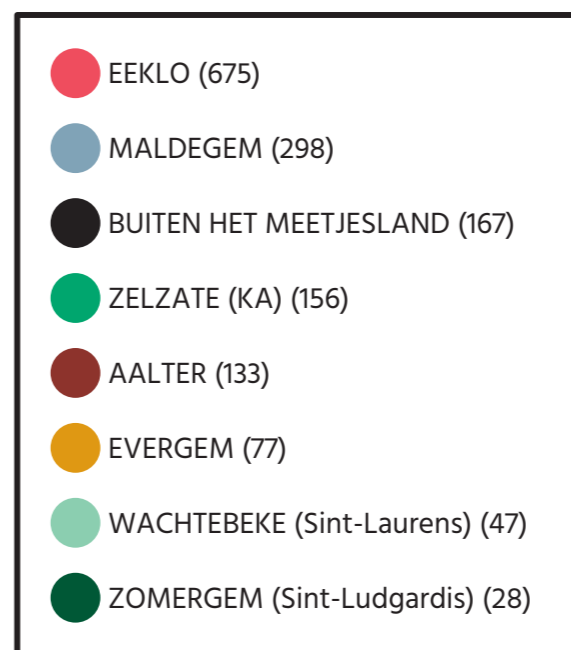 EEKLO (675)
MALDEGEM (298)
BUITEN HET MEETJESLAND (167)
ZELZATE (KA) (156)
AALTER (133)
EVERGEM (77)
WACHTEBEKE (Sint-Laurens) (47)
ZOMERGEM (Sint-Ludgardis) (28)